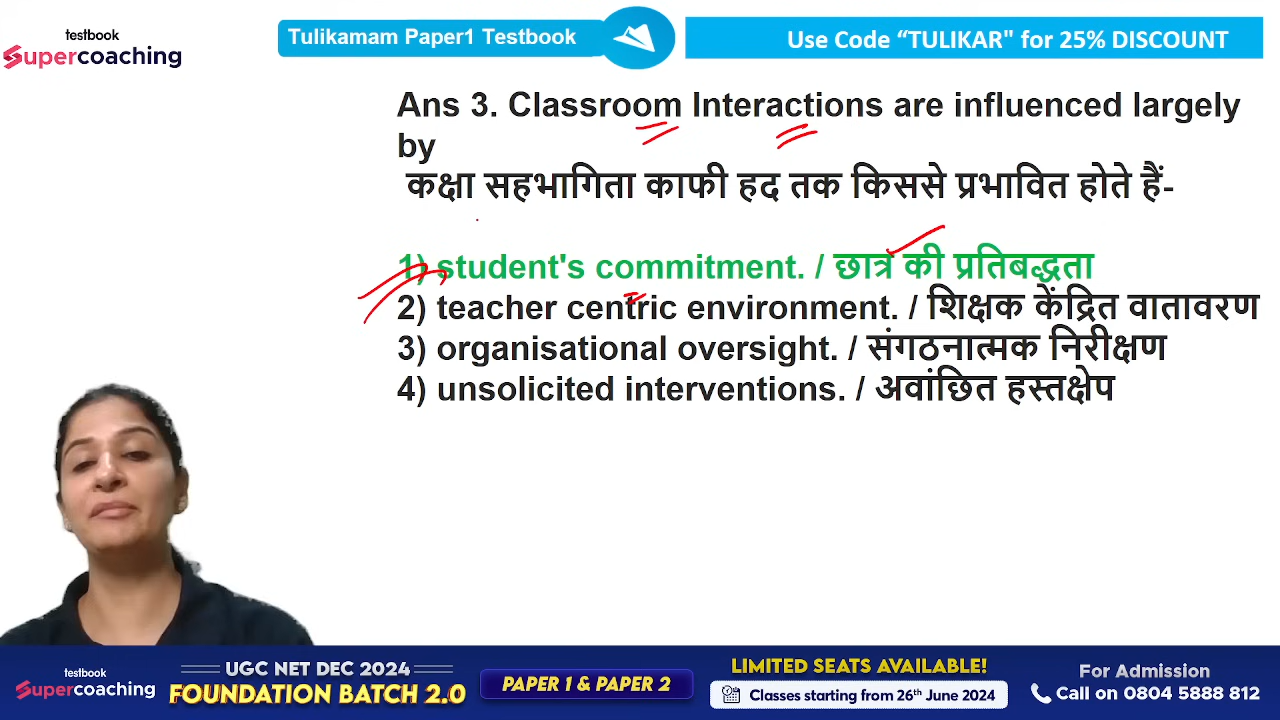 testbook
Supercoaching
Tulikamam Paper1 Testbook
Use Code “TULIKAR" for 25% DISCOUNT
Ans 3. Classroom Interactions are influenced largely
by
कक्षा सहभागिता काफी हद तक किससे प्रभावित होते हैं-
1) student's commitment. / छात्र की प्रतिबद्धता
2) teacher centric environment. / शिक्षक केंद्रित वातावरण
3) organisational oversight. / संगठनात्मक निरीक्षण
4) unsolicited interventions. / अवांछित हस्तक्षेप
testbook
Supercoaching
UGC NET DEC 2024
FOUNDATION BATCH 2.0
PAPER 1 & PAPER 2
LIMITED SEATS AVAILABLE!
Classes starting from 26th June 2024
For Admission
Call on 0804 5888 812